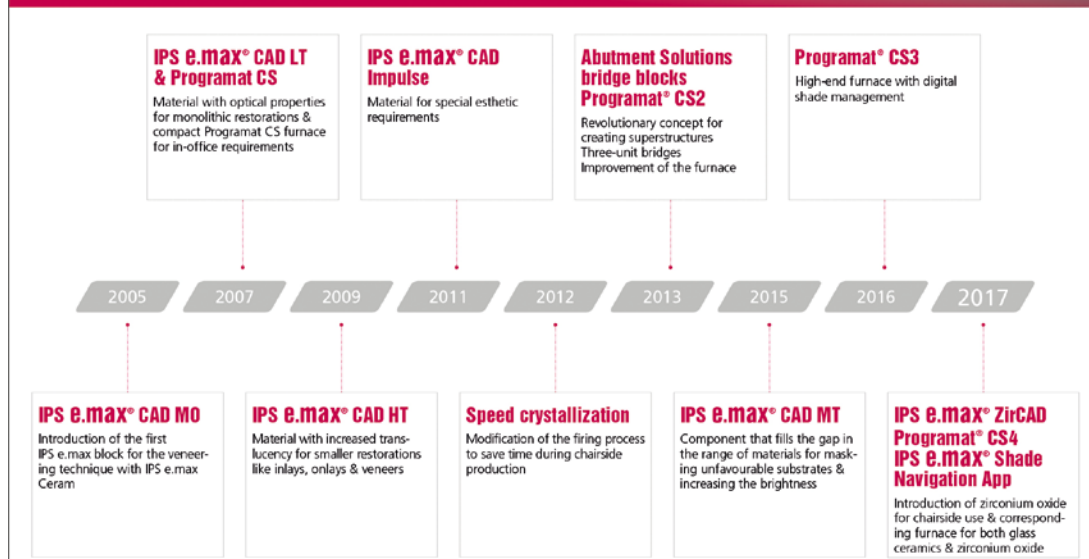 IPS e.max® CAD LT
& Programat CS
Material with optical properties
for monolithic restorations &
compact Programat CS furnace
for in-office requirements
IPS e.max® CAD
Impulse
Material for special esthetic
requirements
Abutment Solutions
bridge blocks
Programat® CS2
Revolutionary concept for
creating superstructures
Three-unit bridges
Improvement of the furnace
Programat® CS3
High-end furnace with digital
shade management
2005
2007
2009
2011
2012
2013
2015
2016
2017
IPS e.max® CAD MO
Introduction of the first
IPS e.max block for the veneer-
ing technique with IPS e.max
Ceram
IPS e.max® CAD HT
Material with increased trans-
lucency for smaller restorations
like inlays, onlays & veneers
Speed crystallization
Modification of the firing process
to save time during chairside
production
IPS e.max® CAD MT
Component that fills the gap in
the range of materials for mask-
ing unfavourable substrates &
increasing the brightness
IPS e.max® ZirCAD
Programat® CS4
IPS e.max® Shade
Navigation App
Introduction of zirconium oxide
for chairside use & correspond-
ing furnace for both glass
ceramics & zirconium oxide